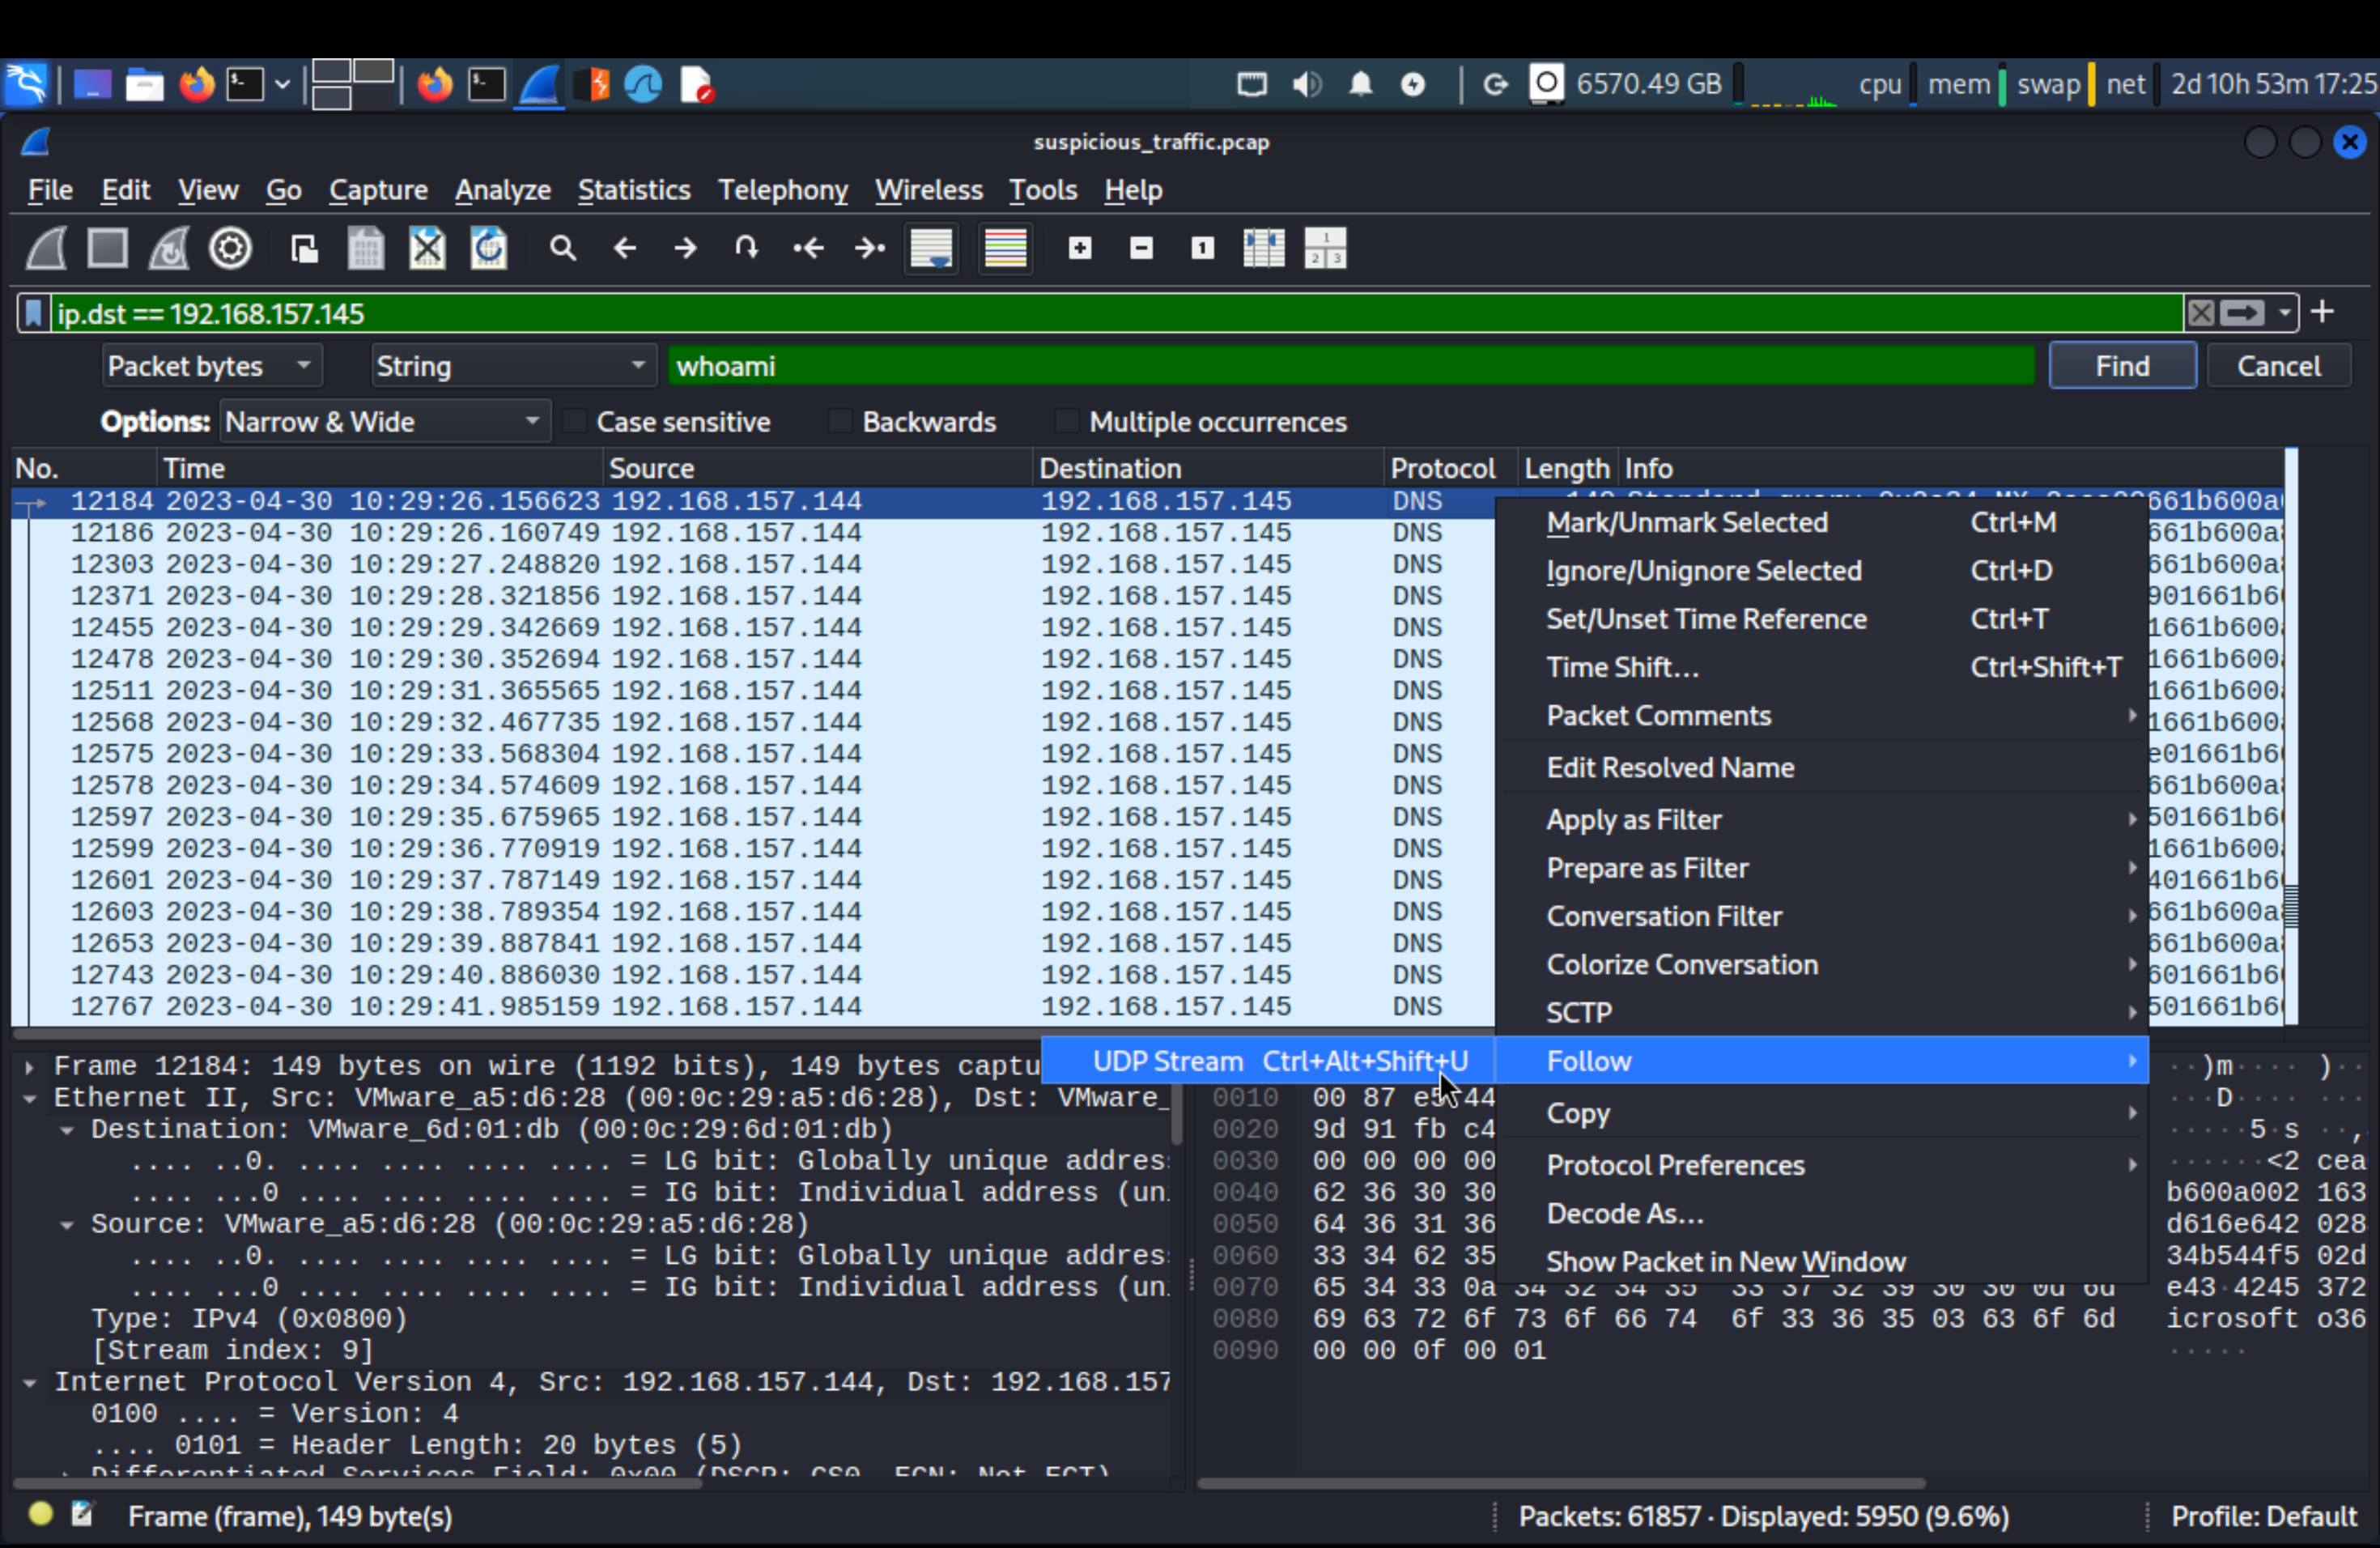 6570.49 GB cpu mem swap net 2d 10h 53m 17:25
suspicious_traffic.pcap
File Edit View Go Capture Analyze Statistics Telephony Wireless Tools Help
ip.dst == 192.168.157.145
Packet bytes String whoami Find Cancel
Options: Narrow & Wide Case sensitive Backwards Multiple occurrences
No. Time Source Destination Protocol Length Info
12184 2023-04-30 10:29:26.156623 192.168.157.144 192.168.157.145 DNS
12186 2023-04-30 10:29:26.160749 192.168.157.144 192.168.157.145 DNS
12303 2023-04-30 10:29:27.248820 192.168.157.144 192.168.157.145 DNS
12371 2023-04-30 10:29:28.321856 192.168.157.144 192.168.157.145 DNS
12455 2023-04-30 10:29:29.342669 192.168.157.144 192.168.157.145 DNS
12478 2023-04-30 10:29:30.352694 192.168.157.144 192.168.157.145 DNS
12511 2023-04-30 10:29:31.365565 192.168.157.144 192.168.157.145 DNS
12568 2023-04-30 10:29:32.467735 192.168.157.144 192.168.157.145 DNS
12575 2023-04-30 10:29:33.568304 192.168.157.144 192.168.157.145 DNS
12578 2023-04-30 10:29:34.574609 192.168.157.144 192.168.157.145 DNS
12597 2023-04-30 10:29:35.675965 192.168.157.144 192.168.157.145 DNS
12599 2023-04-30 10:29:36.770919 192.168.157.144 192.168.157.145 DNS
12601 2023-04-30 10:29:37.787149 192.168.157.144 192.168.157.145 DNS
12603 2023-04-30 10:29:38.789354 192.168.157.144 192.168.157.145 DNS
12653 2023-04-30 10:29:39.887841 192.168.157.144 192.168.157.145 DNS
12743 2023-04-30 10:29:40.886030 192.168.157.144 192.168.157.145 DNS
12767 2023-04-30 10:29:41.985159 192.168.157.144 192.168.157.145 DNS
Mark/Unmark Selected Ctrl+M
Ignore/Unignore Selected Ctrl+D
Set/Unset Time Reference Ctrl+T
Time Shift... Ctrl+Shift+T
Packet Comments
Edit Resolved Name
Apply as Filter
Prepare as Filter
Conversation Filter
Colorize Conversation
SCTP
Follow
UDP Stream Ctrl+Alt+Shift+U
Copy
Protocol Preferences
Decode As...
Show Packet in New Window
Frame 12184: 149 bytes on wire (1192 bits), 149 bytes captu
Ethernet II, Src: VMware_a5:d6:28 (00:0c:29:a5:d6:28), Dst: VMware_
Destination: VMware_6d:01:db (00:0c:29:6d:01:db)
.... ..0. .... .... .... .... = LG bit: Globally unique addres
.... ...0 .... .... .... .... = IG bit: Individual address (un
Source: VMware_a5:d6:28 (00:0c:29:a5:d6:28)
.... ..0. .... .... .... .... = LG bit: Globally unique addres
.... ...0 .... .... .... .... = IG bit: Individual address (un
Type: IPv4 (0x0800)
[Stream index: 9]
Internet Protocol Version 4, Src: 192.168.157.144, Dst: 192.168.157
0100 .... = Version: 4
.... 0101 = Header Length: 20 bytes (5)
0010 00 87 e5 44 ...D....
0020 9d 91 fb c4 .....5.s
0030 00 00 00 00 ......<2 cea
0040 62 36 30 30 b600a002 163
0050 64 36 31 36 d616e642 028
0060 33 34 62 35 34b544f5 02d
0070 65 34 33 0a 34 32 34 35 33 37 32 39 30 30 0d 6d e43.4245 372
0080 69 63 72 6f 73 6f 66 74 6f 33 36 35 03 63 6f 6d icrosoft o36
0090 00 00 0f 00 01 .....
Frame (frame), 149 byte(s) Packets: 61857 · Displayed: 5950 (9.6%) Profile: Default